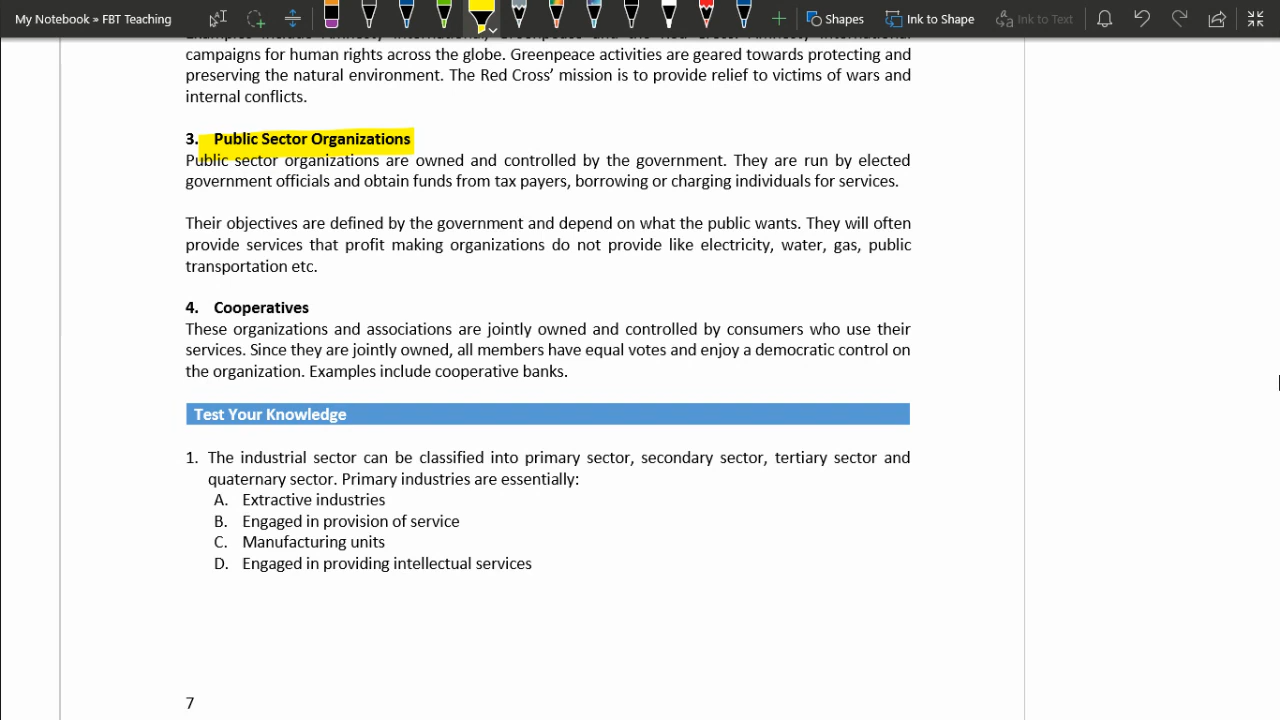 My Notebook » FBT Teaching
Shapes
Ink to Shape
Ink to Text
campaigns for human rights across the globe. Greenpeace activities are geared towards protecting and
preserving the natural environment. The Red Cross’ mission is to provide relief to victims of wars and
internal conflicts.
3. Public Sector Organizations
Public sector organizations are owned and controlled by the government. They are run by elected
government officials and obtain funds from tax payers, borrowing or charging individuals for services.
Their objectives are defined by the government and depend on what the public wants. They will often
provide services that profit making organizations do not provide like electricity, water, gas, public
transportation etc.
4. Cooperatives
These organizations and associations are jointly owned and controlled by consumers who use their
services. Since they are jointly owned, all members have equal votes and enjoy a democratic control on
the organization. Examples include cooperative banks.
Test Your Knowledge
1. The industrial sector can be classified into primary sector, secondary sector, tertiary sector and
quaternary sector. Primary industries are essentially:
A. Extractive industries
B. Engaged in provision of service
C. Manufacturing units
D. Engaged in providing intellectual services
7